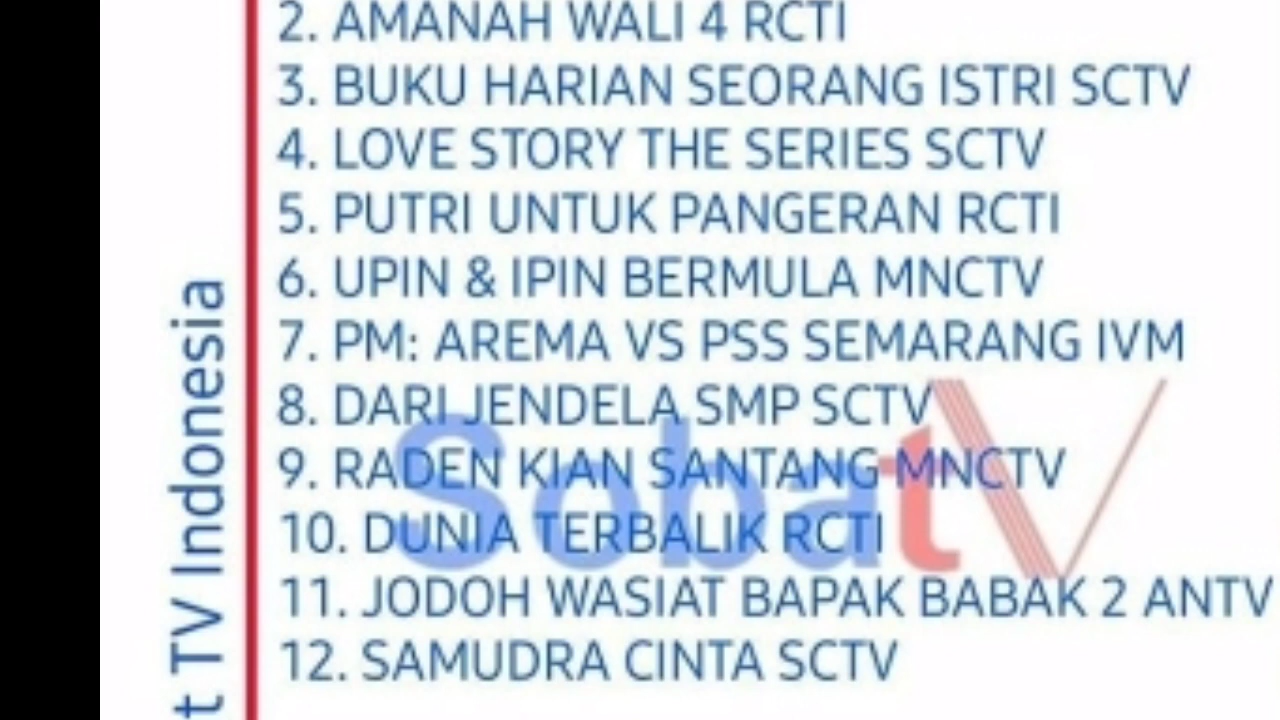 2. AMANAH WALI 4 RCTI
3. BUKU HARIAN SEORANG ISTRI SCTV
4. LOVE STORY THE SERIES SCTV
5. PUTRI UNTUK PANGERAN RCTI
6. UPIN & IPIN BERMULA MNCTV
7. PM: AREMA VS PSS SEMARANG IVM
8. DARI JENDELA SMP SCTV
9. RADEN KIAN SANTANG MNCTV
10. DUNIA TERBALIK RCTI
11. JODOH WASIAT BAPAK BABAK 2 ANTV
12. SAMUDRA CINTA SCTV
t TV Indonesia
SobatV